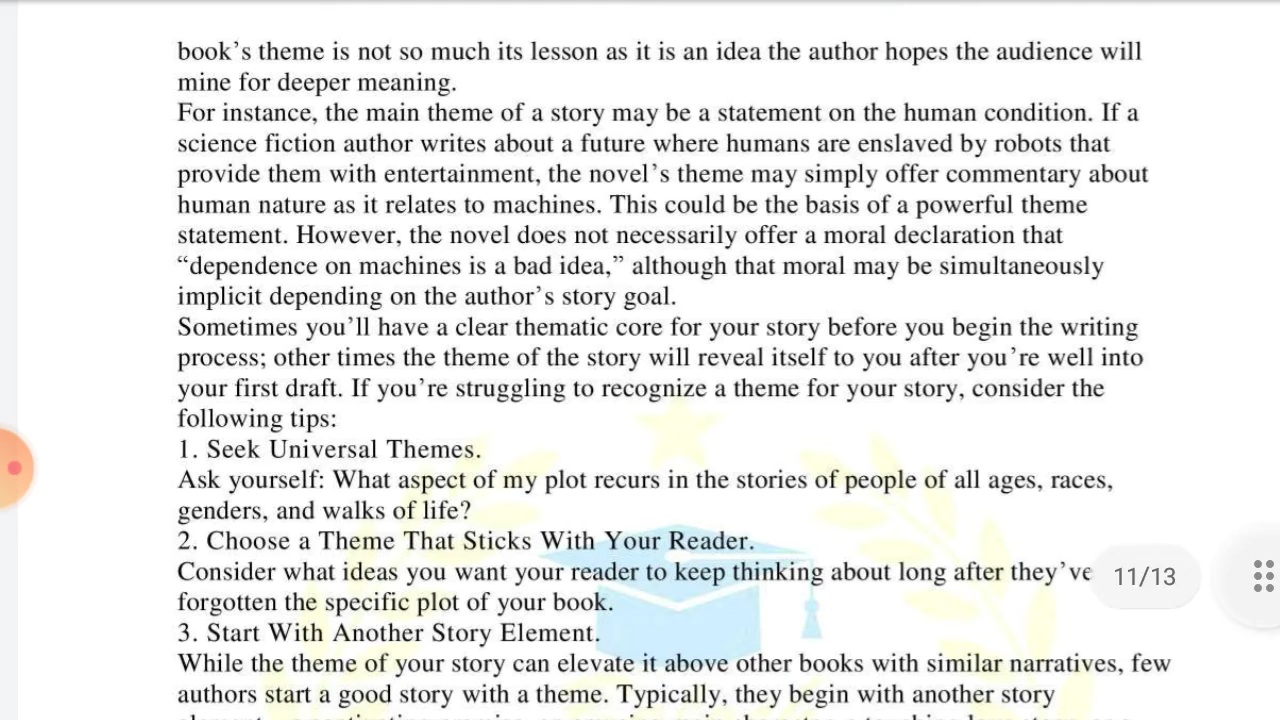 book’s theme is not so much its lesson as it is an idea the author hopes the audience will
mine for deeper meaning.
For instance, the main theme of a story may be a statement on the human condition. If a
science fiction author writes about a future where humans are enslaved by robots that
provide them with entertainment, the novel’s theme may simply offer commentary about
human nature as it relates to machines. This could be the basis of a powerful theme
statement. However, the novel does not necessarily offer a moral declaration that
“dependence on machines is a bad idea,” although that moral may be simultaneously
implicit depending on the author’s story goal.
Sometimes you’ll have a clear thematic core for your story before you begin the writing
process; other times the theme of the story will reveal itself to you after you’re well into
your first draft. If you’re struggling to recognize a theme for your story, consider the
following tips:
1. Seek Universal Themes.
Ask yourself: What aspect of my plot recurs in the stories of people of all ages, races,
genders, and walks of life?
2. Choose a Theme That Sticks With Your Reader.
Consider what ideas you want your reader to keep thinking about long after they’ve
11/13
forgotten the specific plot of your book.
3. Start With Another Story Element.
While the theme of your story can elevate it above other books with similar narratives, few
authors start a good story with a theme. Typically, they begin with another story